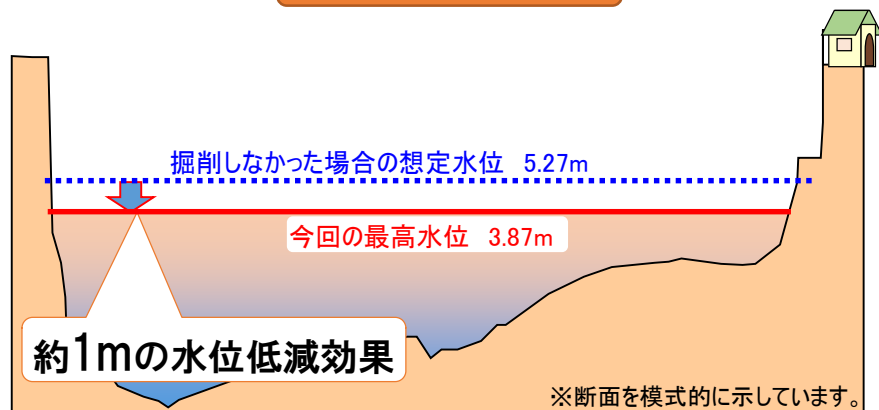 掘削しなかった場合の想定水位 5.27m
今回の最高水位 3.87m
約1mの水位低減効果
※断面を模式的に示しています。